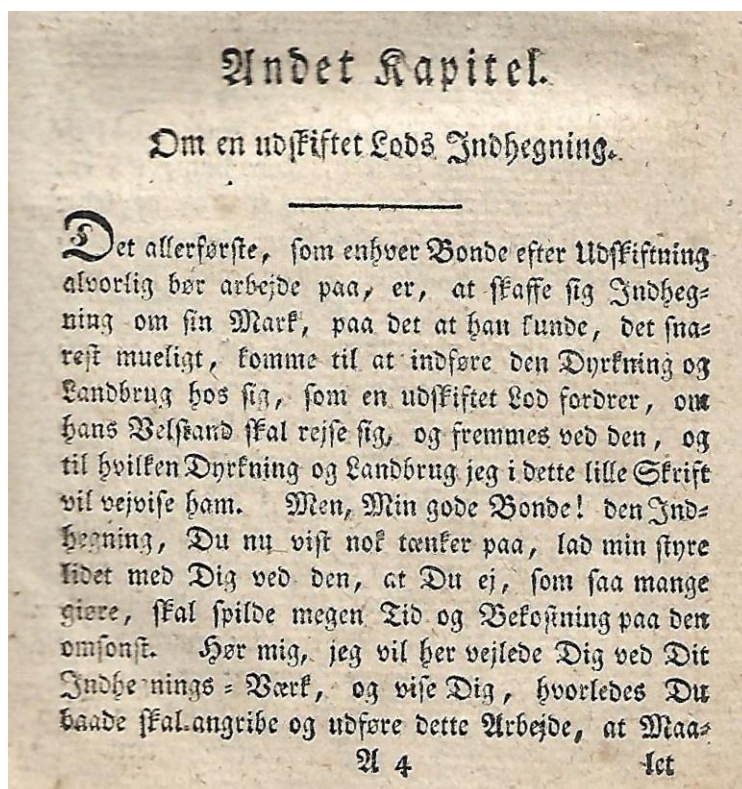 Andet Kapitel.
Om en udskiftet Lods Indhegning.
Det allerførste, som enhver Bonde efter Udskiftning
alvorlig bør arbejde paa, er, at skaffe sig Indheg-
ning om sin Mark, paa det at han kunde, det sna-
rest mueligt, komme til at indføre den Dyrkning og
Landbrug hos sig, som en udskiftet Lod fordrer, om
hans Velstand skal rejse sig, og fremmes ved den, og
til hvilken Dyrkning og Landbrug jeg i dette lille Skrift
vil vejvise ham. Men, Min gode Bonde! den Ind-
hegning, Du nu vist nok tænker paa, lad min styre
lidet med Dig ved den, at Du ej, som saa mange
giøre, skal spilde megen Tid og Bekostning paa den
omsonst. Hør mig, jeg vil her vejlede Dig ved Dit
Indhe nings-Værk, og vise Dig, hvorledes Du
baade skal angribe og udføre dette Arbejde, at Maa-
A 4 let